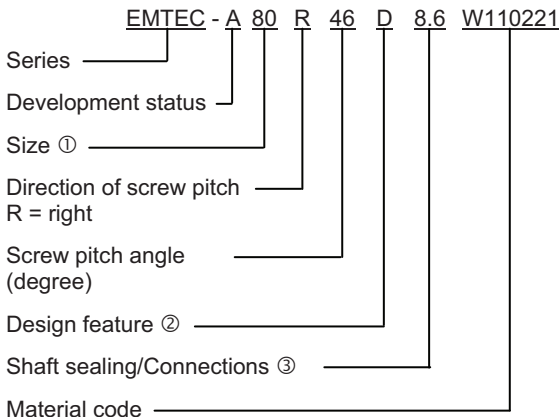 EMTEC - A 80 R 46 D 8.6 W110221
Series
Development status
Size ①
Direction of screw pitch
R = right
Screw pitch angle
(degree)
Design feature ②
Shaft sealing/Connections ③
Material code